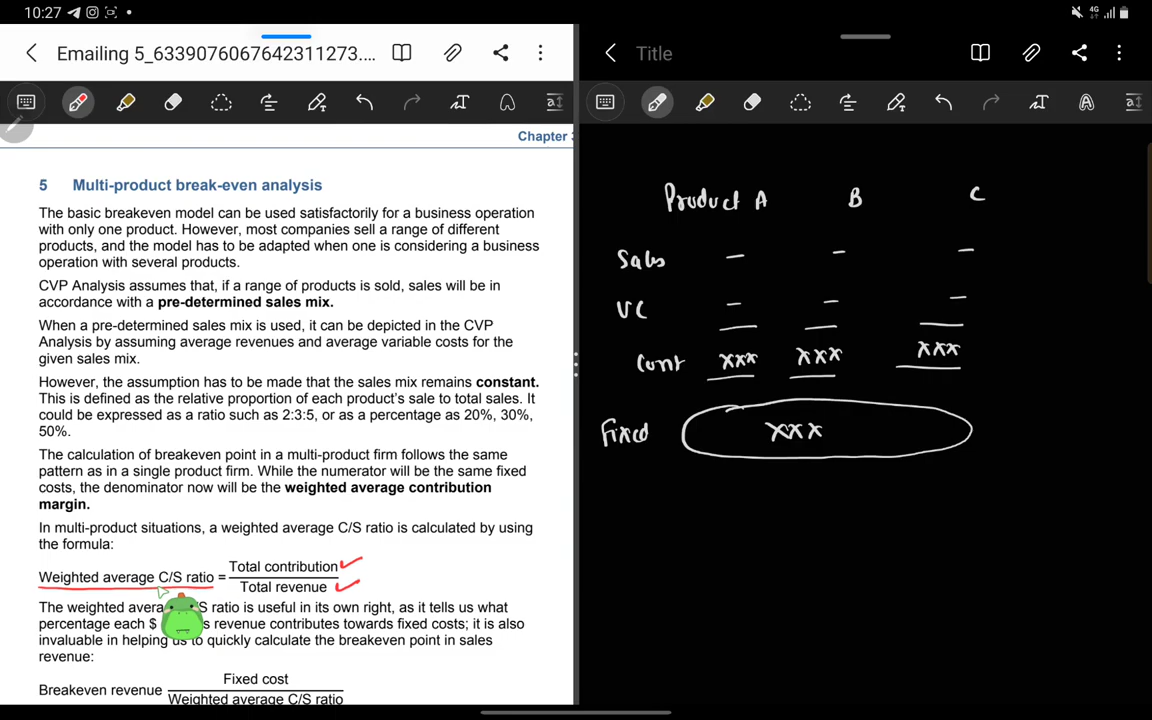 10:27
4G
Emailing 5_6339076067642311273....
Title
Chapter 3
5 Multi-product break-even analysis
The basic breakeven model can be used satisfactorily for a business operation
with only one product. However, most companies sell a range of different
products, and the model has to be adapted when one is considering a business
operation with several products.
CVP Analysis assumes that, if a range of products is sold, sales will be in
accordance with a pre-determined sales mix.
When a pre-determined sales mix is used, it can be depicted in the CVP
Analysis by assuming average revenues and average variable costs for the
given sales mix.
However, the assumption has to be made that the sales mix remains constant.
This is defined as the relative proportion of each product's sale to total sales. It
could be expressed as a ratio such as 2:3:5, or as a percentage as 20%, 30%,
50%.
The calculation of breakeven point in a multi-product firm follows the same
pattern as in a single product firm. While the numerator will be the same fixed
costs, the denominator now will be the weighted average contribution
margin.
In multi-product situations, a weighted average C/S ratio is calculated by using
the formula:
Weighted average C/S ratio = Total contribution
Total revenue
The weighted avera S ratio is useful in its own right, as it tells us what
percentage each $ s revenue contributes towards fixed costs; it is also
invaluable in helping us to quickly calculate the breakeven point in sales
revenue:
Breakeven revenue Fixed cost
Weighted average C/S ratio
Product A B C
Sales - - -
VC - - -
Cont xxx xxx xxx
Fixed xxx